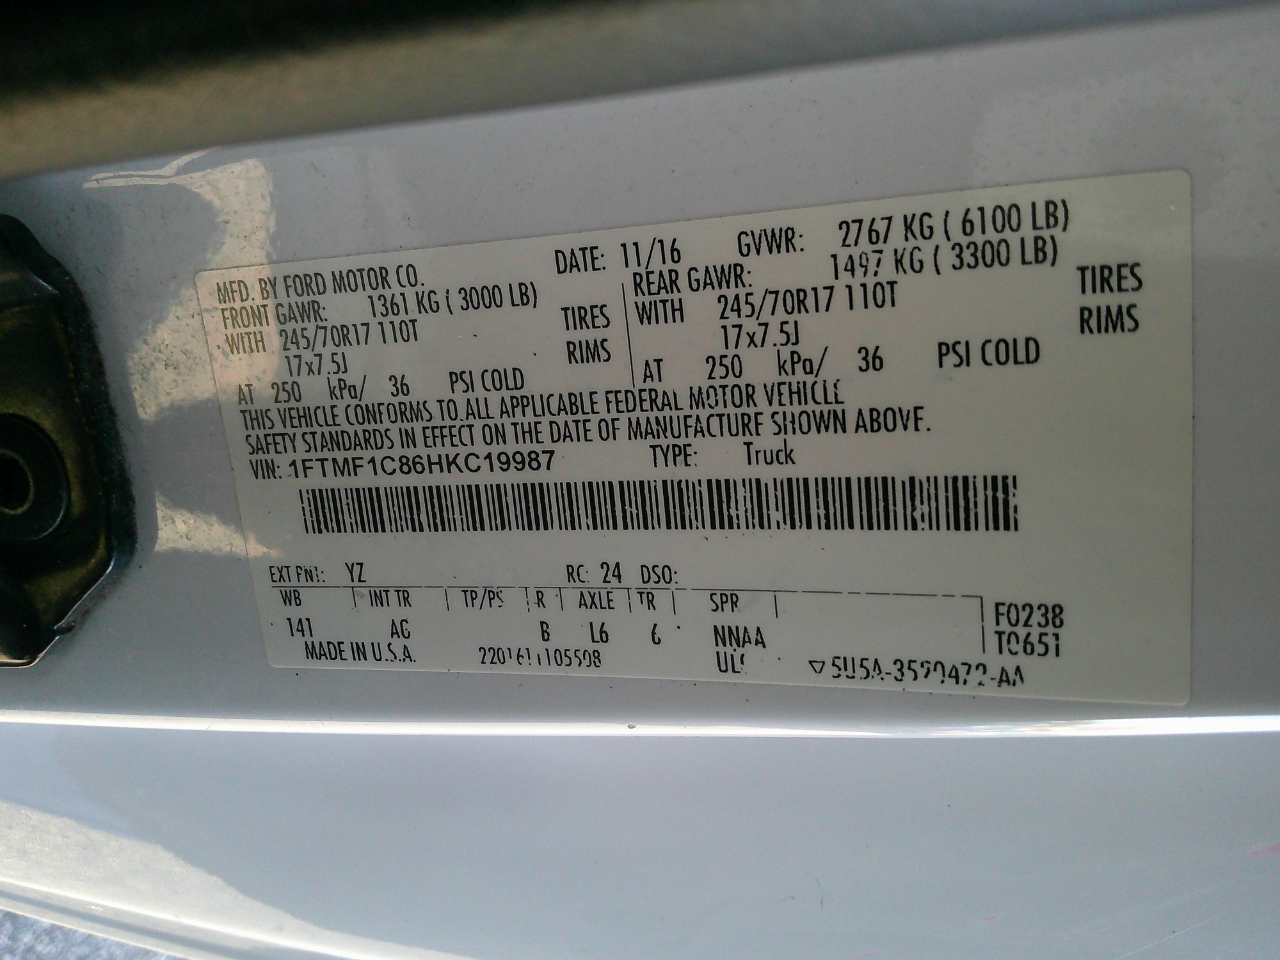 MFD. BY FORD MOTOR CO. DATE: 11/16 GVWR: 2767 KG ( 6100 LB)
FRONT GAWR: 1361 KG ( 3000 LB) REAR GAWR: 1497 KG ( 3300 LB)
WITH 245/70R17 110T TIRES WITH 245/70R17 110T TIRES
17x7.5J RIMS 17x7.5J RIMS
AT 250 kPa/ 36 PSI COLD AT 250 kPa/ 36 PSI COLD
THIS VEHICLE CONFORMS TO ALL APPLICABLE FEDERAL MOTOR VEHICLE
SAFETY STANDARDS IN EFFECT ON THE DATE OF MANUFACTURE SHOWN ABOVE.
VIN: 1FTMF1C86HKC19987 TYPE: Truck
EXT PNT: YZ RC: 24 DSO:
WB INT TR TP/PS R AXLE TR SPR
141 AG B L6 6 NNAA
F0238
T0651
MADE IN U.S.A.